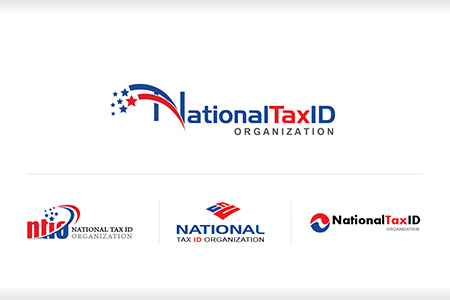 NationalTaxID
ORGANIZATION
ntio
NATIONAL TAX ID
ORGANIZATION
NATIONAL
TAX ID ORGANIZATION
NationalTaxID
ORGANIZATION